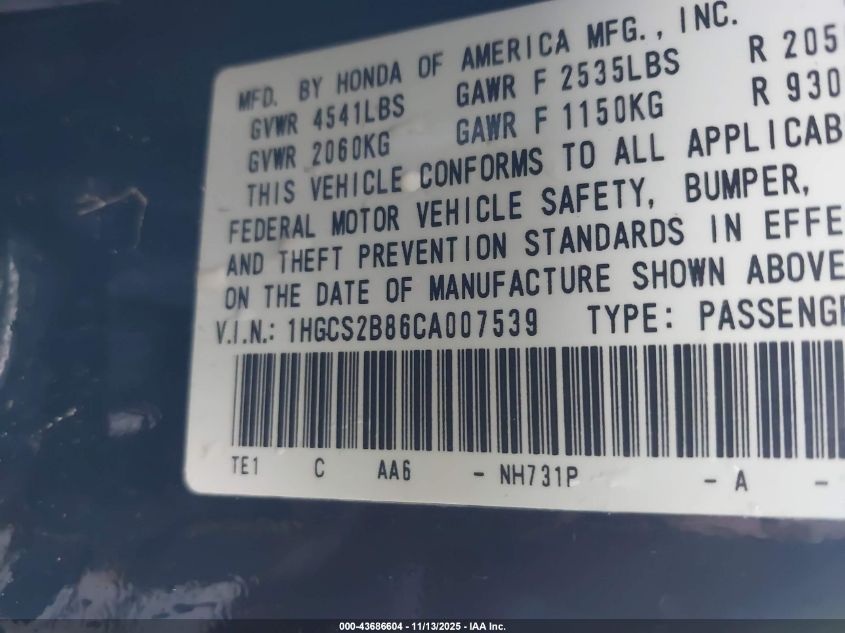 MFD. BY HONDA OF AMERICA MFG., INC.
GVWR 4541LBS GAWR F 2535LBS R 205
GVWR 2060KG GAWR F 1150KG R 930
THIS VEHICLE CONFORMS TO ALL APPLICAB
FEDERAL MOTOR VEHICLE SAFETY, BUMPER,
AND THEFT PREVENTION STANDARDS IN EFFE
ON THE DATE OF MANUFACTURE SHOWN ABOVE
V.I.N.: 1HGCS2B86CA007539 TYPE: PASSENGE
TE1 C AA6 - NH731P - A -
000-43686604 - 11/13/2025 - IAA Inc.